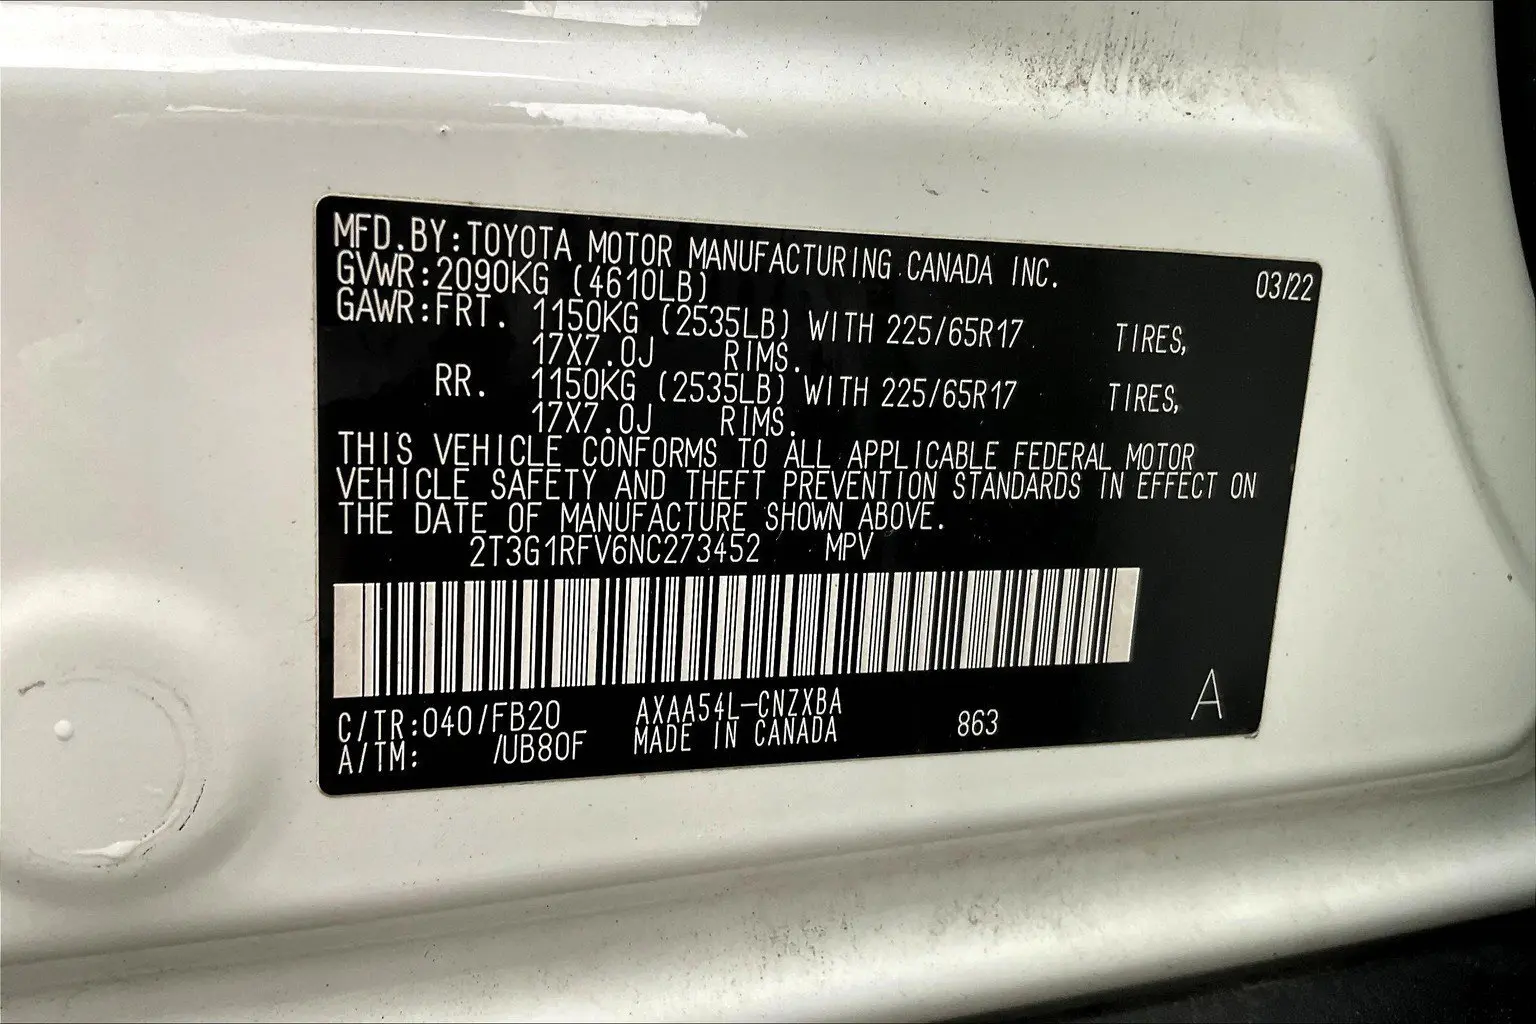 MFD.BY:TOYOTA MOTOR MANUFACTURING CANADA INC.
03/22
GVWR:2090KG (4610LB)
GAWR:FRT. 1150KG (2535LB) WITH 225/65R17 TIRES,
17X7.0J RIMS.
RR. 1150KG (2535LB) WITH 225/65R17 TIRES,
17X7.0J RIMS.
THIS VEHICLE CONFORMS TO ALL APPLICABLE FEDERAL MOTOR
VEHICLE SAFETY AND THEFT PREVENTION STANDARDS IN EFFECT ON
THE DATE OF MANUFACTURE SHOWN ABOVE.
2T3G1RFV6NC273452 MPV
C/TR:040/FB20 AXAA54L-CNZXBA
A/TM: /UB80F MADE IN CANADA 863
A